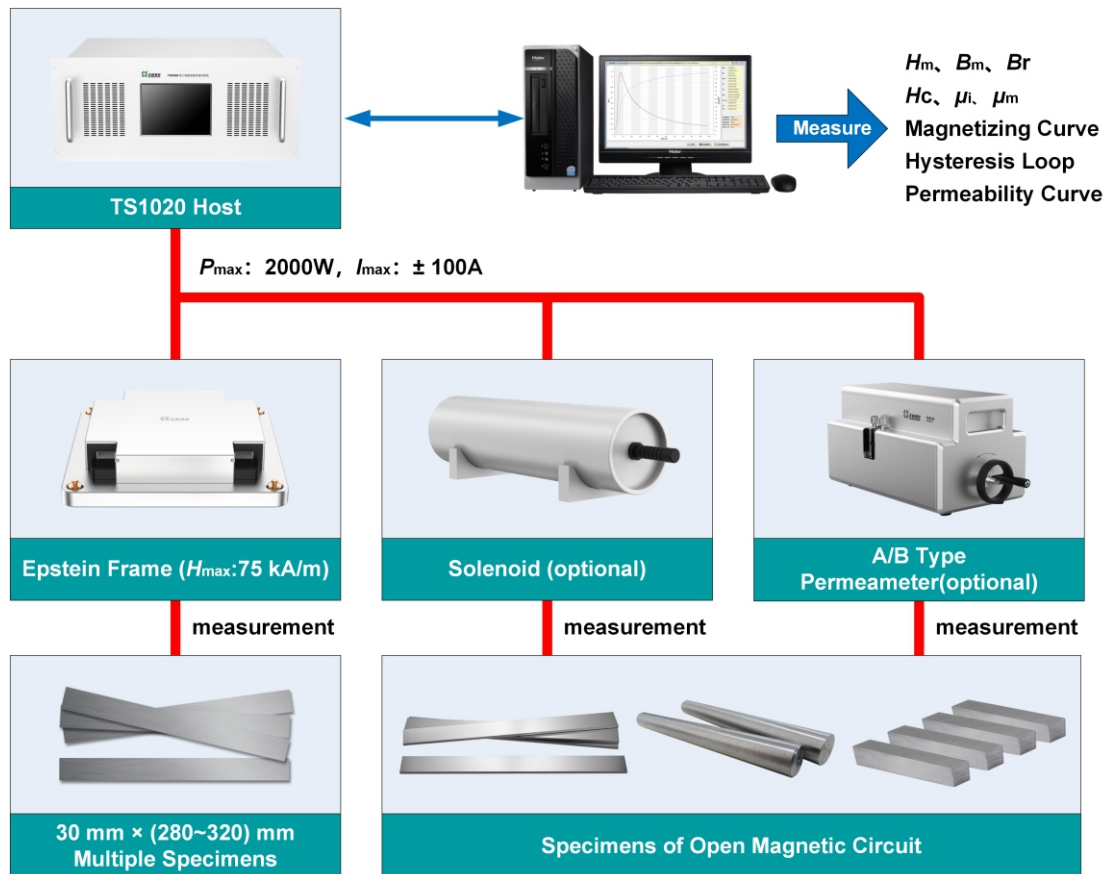 TS1020 Host
Measure
Hm、Bm、Br
Hc、μi、μm
Magnetizing Curve
Hysteresis Loop
Permeability Curve
Pmax：2000W，Imax：± 100A
Epstein Frame (Hmax:75 kA/m)
Solenoid (optional)
A/B Type
Permeameter(optional)
measurement
measurement
measurement
30 mm × (280~320) mm
Multiple Specimens
Specimens of Open Magnetic Circuit